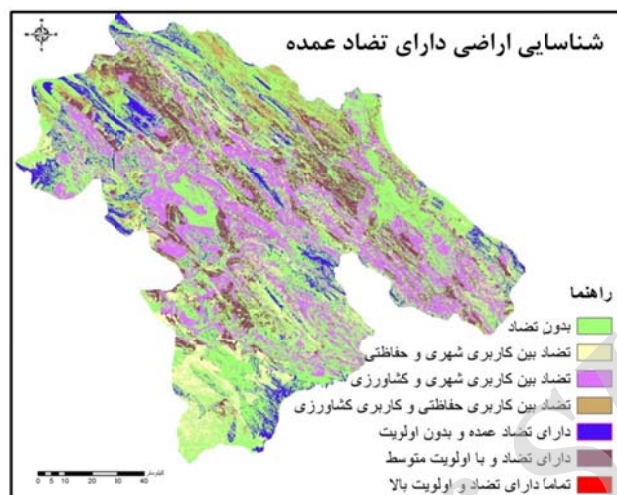 شناسایی اراضی دارای تضاد عمده
راهنما
بدون تضاد
تضاد بین کاربری شهری و حفاظتی
تضاد بین کاربری شهری و کشاورزی
تضاد بین کاربری حفاظتی و کاربری کشاورزی
دارای تضاد عمده و بدون اولویت
دارای تضاد و با اولویت متوسط
تماماً دارای تضاد و اولویت بالا
0 5 10 20 30 40
کیلومتر